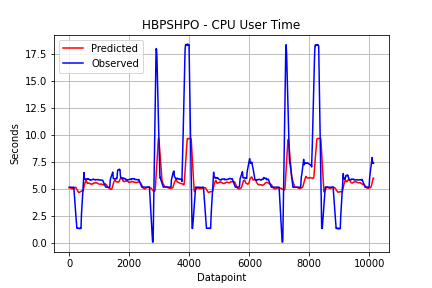 HBPSHPO - CPU User Time
Predicted
Observed
Seconds
17.5
15.0
12.5
10.0
7.5
5.0
2.5
0.0
0 2000 4000 6000 8000 10000
Datapoint